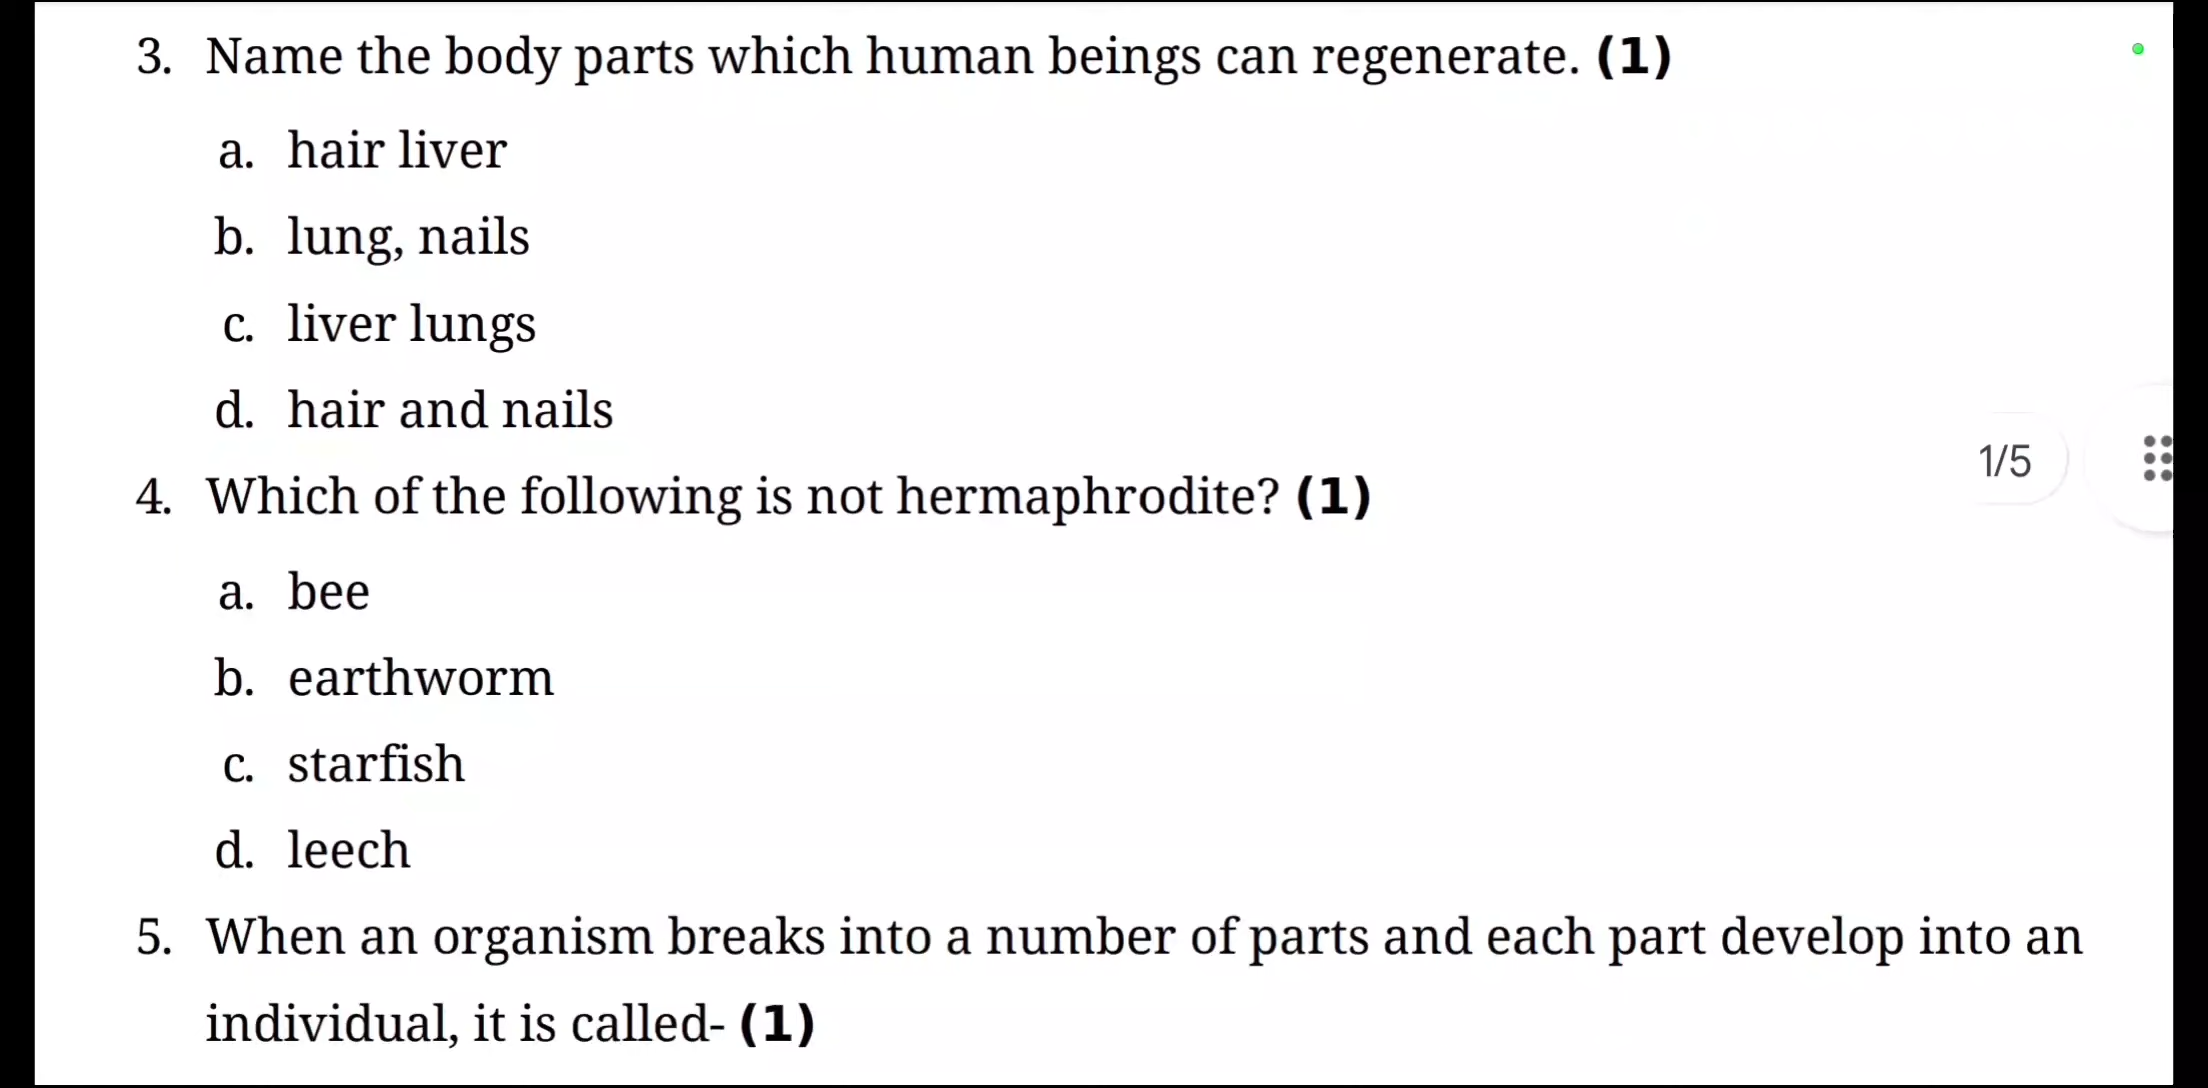 3. Name the body parts which human beings can regenerate. (1)
a. hair liver
b. lung, nails
c. liver lungs
d. hair and nails
1/5
4. Which of the following is not hermaphrodite? (1)
a. bee
b. earthworm
c. starfish
d. leech
5. When an organism breaks into a number of parts and each part develop into an
individual, it is called- (1)